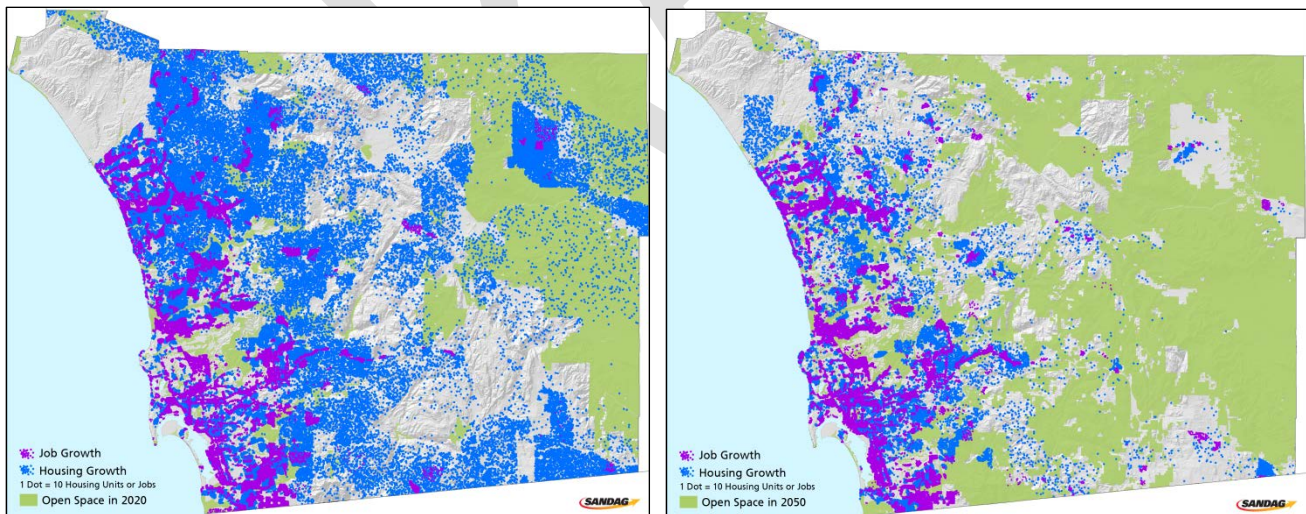 Job Growth
Housing Growth
1 Dot = 10 Housing Units or Jobs
Open Space in 2020
SANDAG
Job Growth
Housing Growth
1 Dot = 10 Housing Units or Jobs
Open Space in 2050
SANDAG